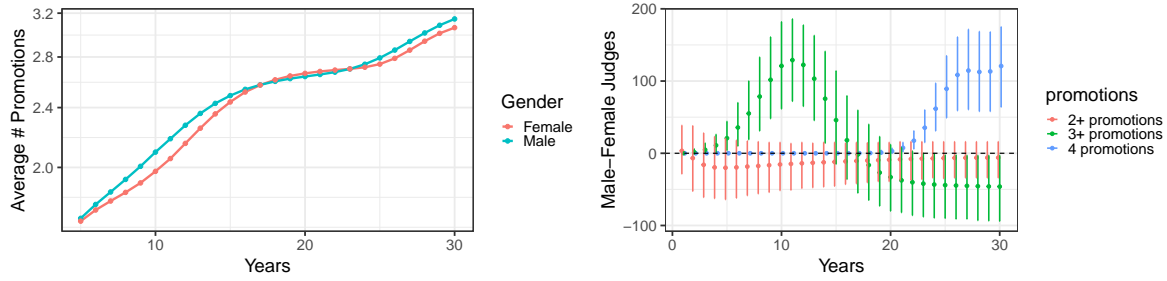 3.2
2.8
2.4
2.0
Average # Promotions
10
20
30
Years
Gender
Female
Male
200
100
0
−100
Male−Female Judges
0
10
20
30
Years
promotions
2+ promotions
3+ promotions
4 promotions